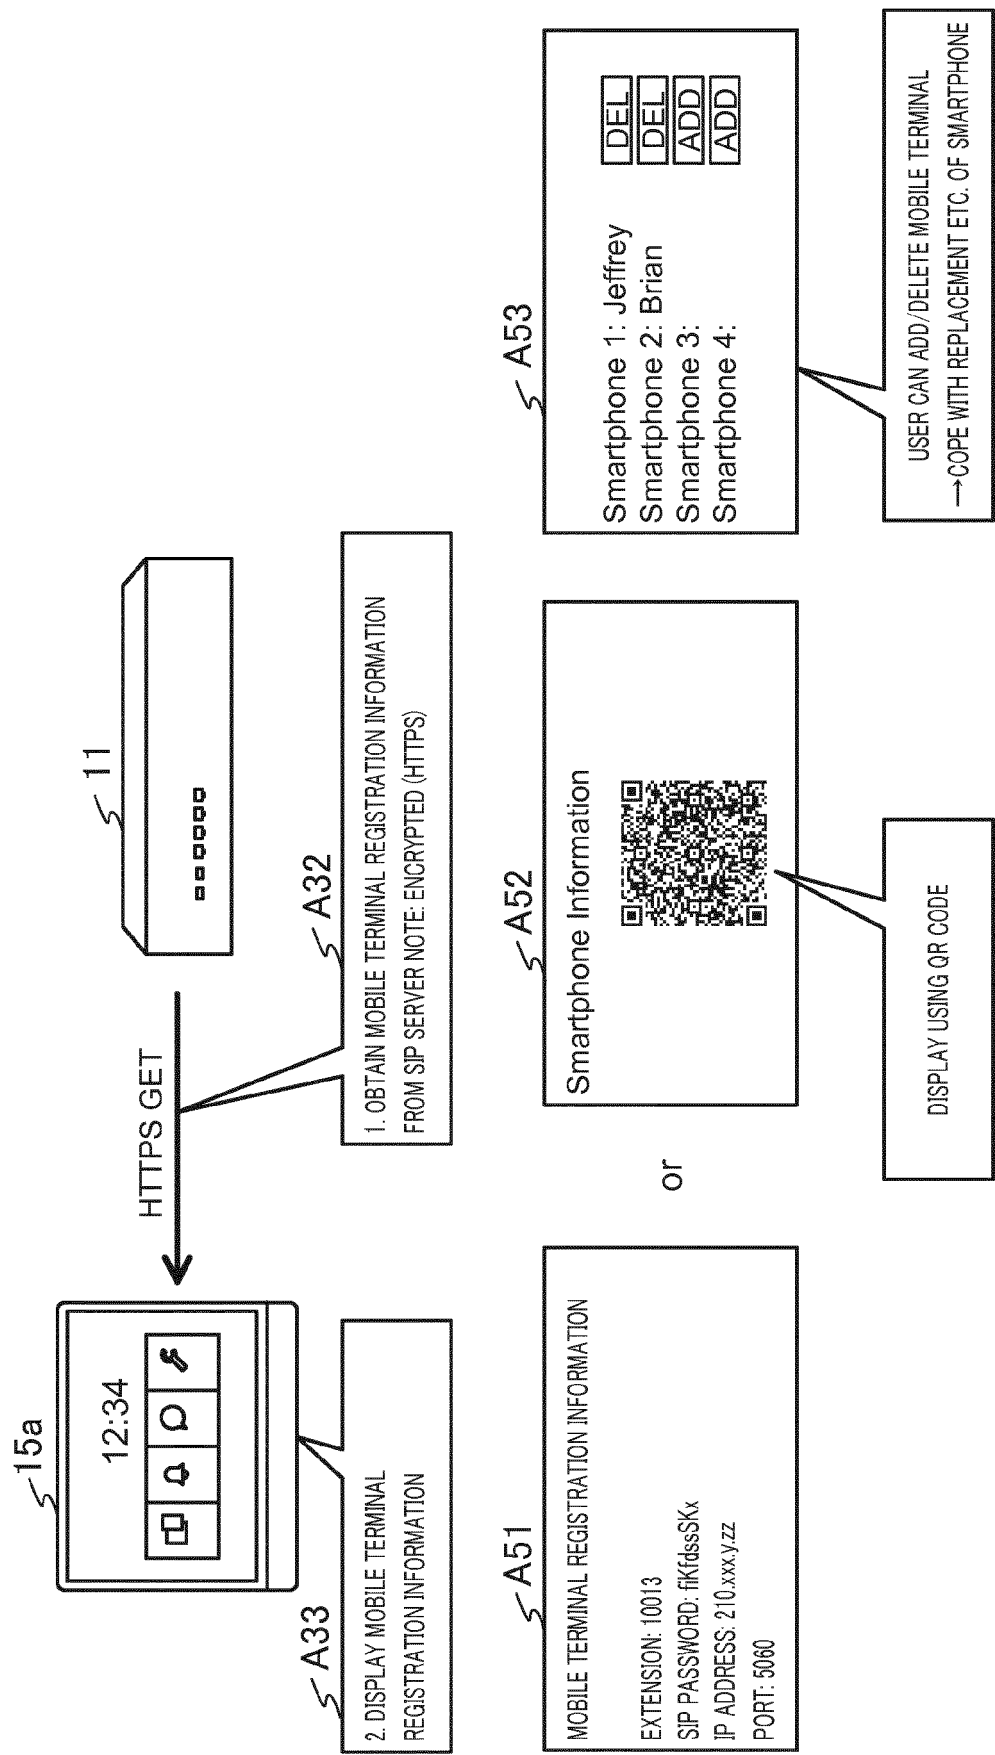 15a
12:34
HTTPS GET
11
A33
2. DISPLAY MOBILE TERMINAL
REGISTRATION INFORMATION
A32
1. OBTAIN MOBILE TERMINAL REGISTRATION INFORMATION
FROM SIP SERVER NOTE: ENCRYPTED (HTTPS)
A51
MOBILE TERMINAL REGISTRATION INFORMATION
EXTENSION: 10013
SIP PASSWORD: fiKfdssSKx
IP ADDRESS: 210.xxx.y.zz
PORT: 5060
or
A52
Smartphone Information
DISPLAY USING QR CODE
A53
Smartphone 1: Jeffrey DEL
Smartphone 2: Brian DEL
Smartphone 3: ADD
Smartphone 4: ADD
USER CAN ADD/DELETE MOBILE TERMINAL
→COPE WITH REPLACEMENT ETC. OF SMARTPHONE